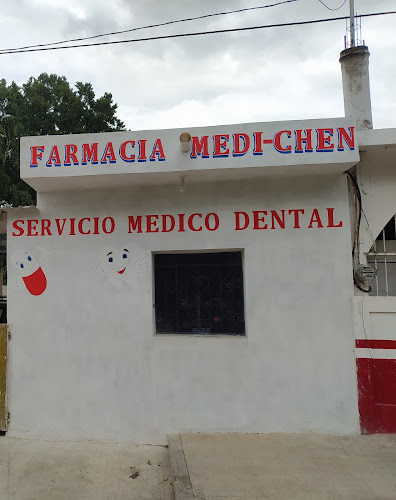 FARMACIA MEDI-CHEN
SERVICIO MEDICO DENTAL